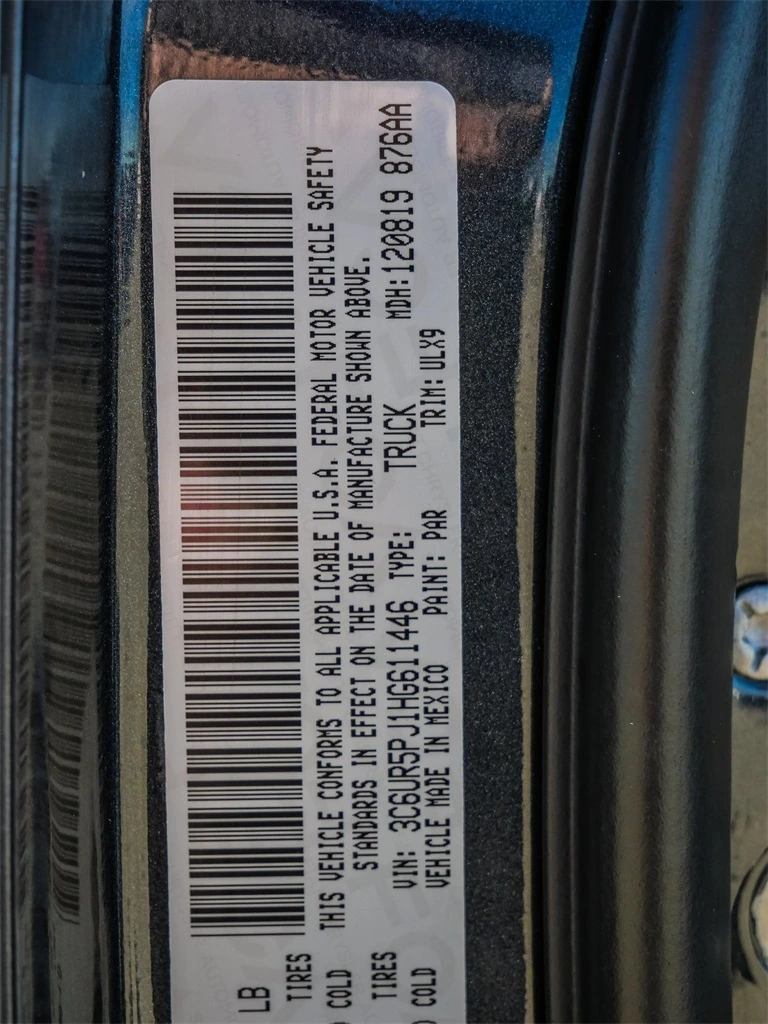 LB
TIRES
COLD
TIRES
COLD
THIS VEHICLE CONFORMS TO ALL APPLICABLE U.S.A. FEDERAL MOTOR VEHICLE SAFETY
STANDARDS IN EFFECT ON THE DATE OF MANUFACTURE SHOWN ABOVE.
VIN: 3C6UR5PJ1HG611446 TYPE: TRUCK MDH:120819 876AA
VEHICLE MADE IN MEXICO PAINT: PAR TRIM: ULX9